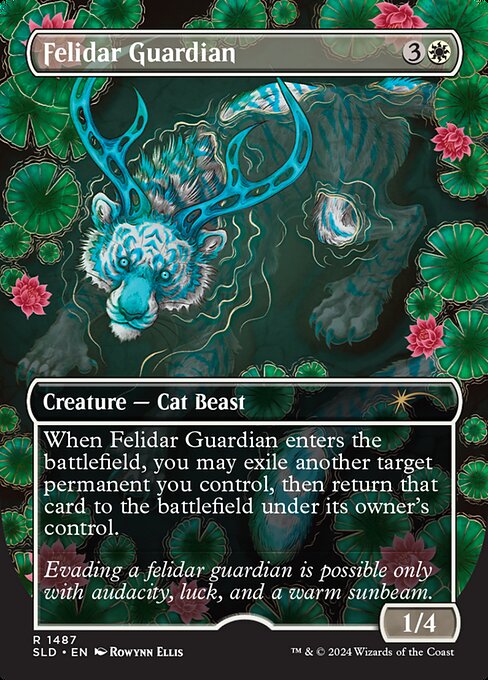 Felidar Guardian 3
Creature — Cat Beast
When Felidar Guardian enters the
battlefield, you may exile another target
permanent you control, then return that
card to the battlefield under its owner's
control.
Evading a felidar guardian is possible only
with audacity, luck, and a warm sunbeam.
1/4
R 1487
SLD • EN Rowynn Ellis
™ & © 2024 Wizards of the Coast